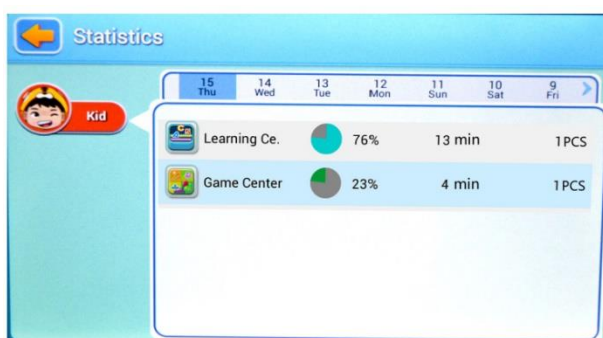 Statistics
15 14 13 12 11 10 9
Thu Wed Tue Mon Sun Sat Fri
Kid
Learning Ce. 76% 13 min 1PCS
Game Center 23% 4 min 1PCS